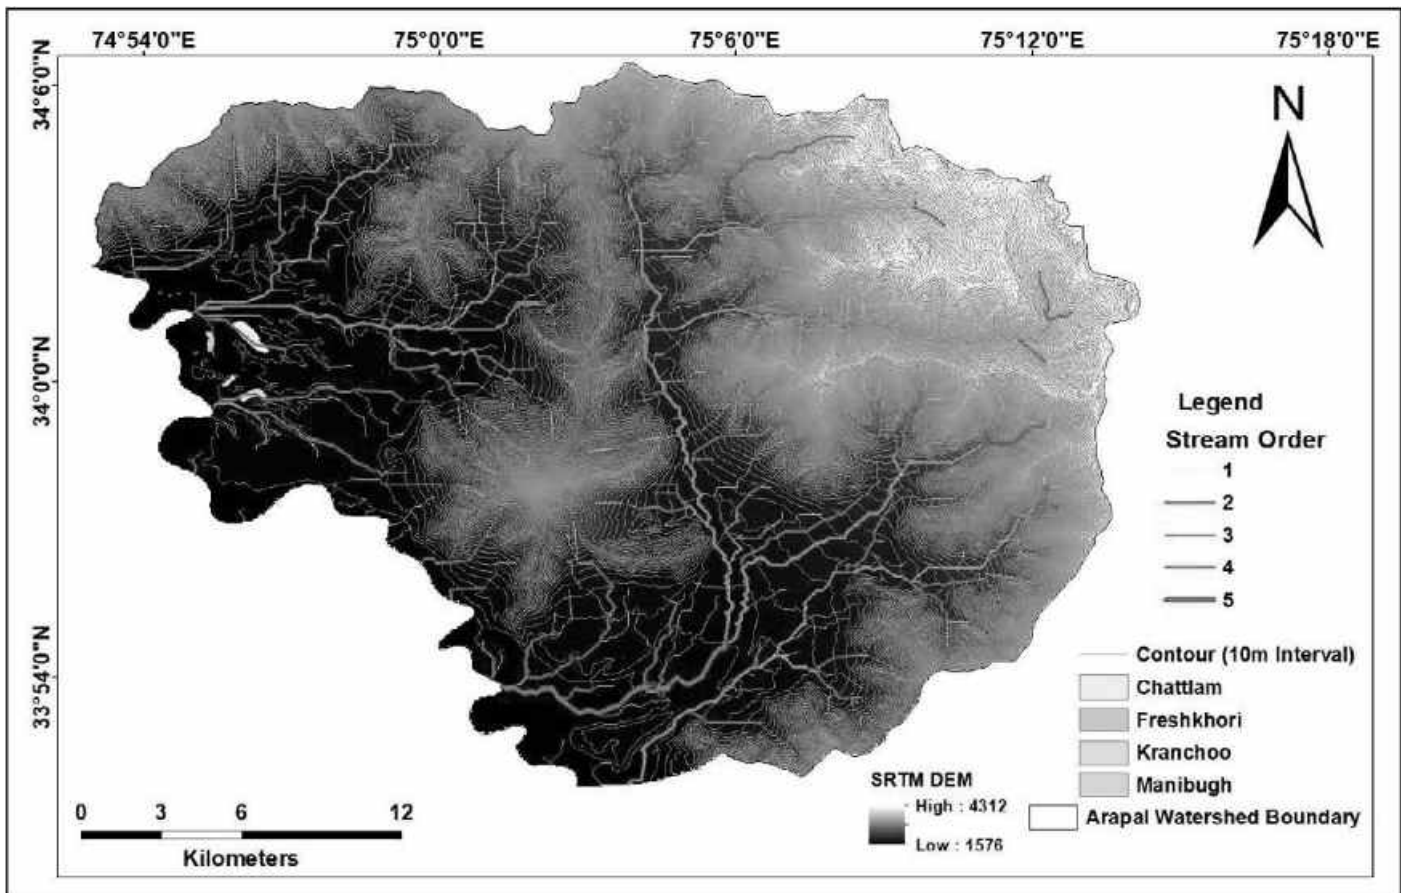 74°54'0"E 75°0'0"E 75°6'0"E 75°12'0"E 75°18'0"E
34°6'0"N
34°0'0"N
33°54'0"N
N
Legend
Stream Order
1
2
3
4
5
Contour (10m Interval)
Chattlam
Freshkhori
Kranchoo
Manibugh
Arapal Watershed Boundary
SRTM DEM
High : 4312
Low : 1576
0 3 6 12
Kilometers